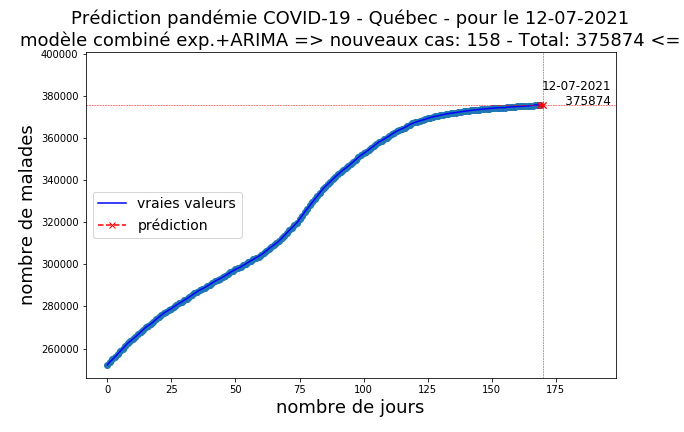 Prédiction pandémie COVID-19 - Québec - pour le 12-07-2021
modèle combiné exp.+ARIMA => nouveaux cas: 158 - Total: 375874 <=
400000
380000
360000
340000
320000
300000
280000
260000
nombre de malades
12-07-2021
375874
vraies valeurs
prédiction
0 25 50 75 100 125 150 175
nombre de jours